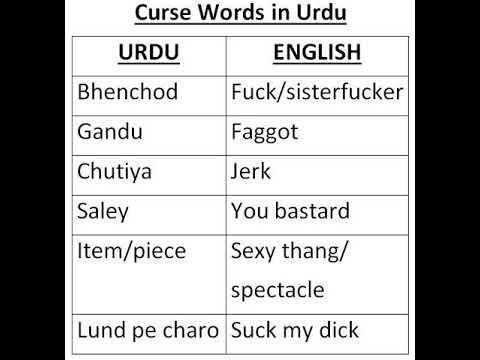 Curse Words in Urdu
URDU ENGLISH
Bhenchod Fuck/sisterfucker
Gandu Faggot
Chutiya Jerk
Saley You bastard
Item/piece Sexy thang/
spectacle
Lund pe charo Suck my dick